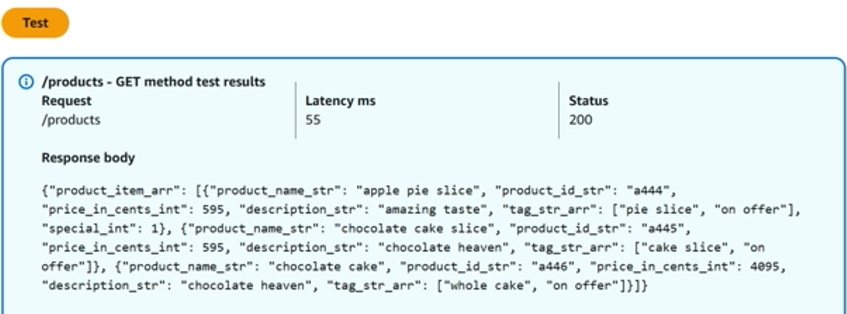 Test
/products - GET method test results
Request
/products
Latency ms
55
Status
200
Response body
{"product_item_arr": [{"product_name_str": "apple pie slice", "product_id_str": "a444",
"price_in_cents_int": 595, "description_str": "amazing taste", "tag_str_arr": ["pie slice", "on offer"],
"special_int": 1}, {"product_name_str": "chocolate cake slice", "product_id_str": "a445",
"price_in_cents_int": 595, "description_str": "chocolate heaven", "tag_str_arr": ["cake slice", "on
offer"]}, {"product_name_str": "chocolate cake", "product_id_str": "a446", "price_in_cents_int": 4095,
"description_str": "chocolate heaven", "tag_str_arr": ["whole cake", "on offer"]}]}